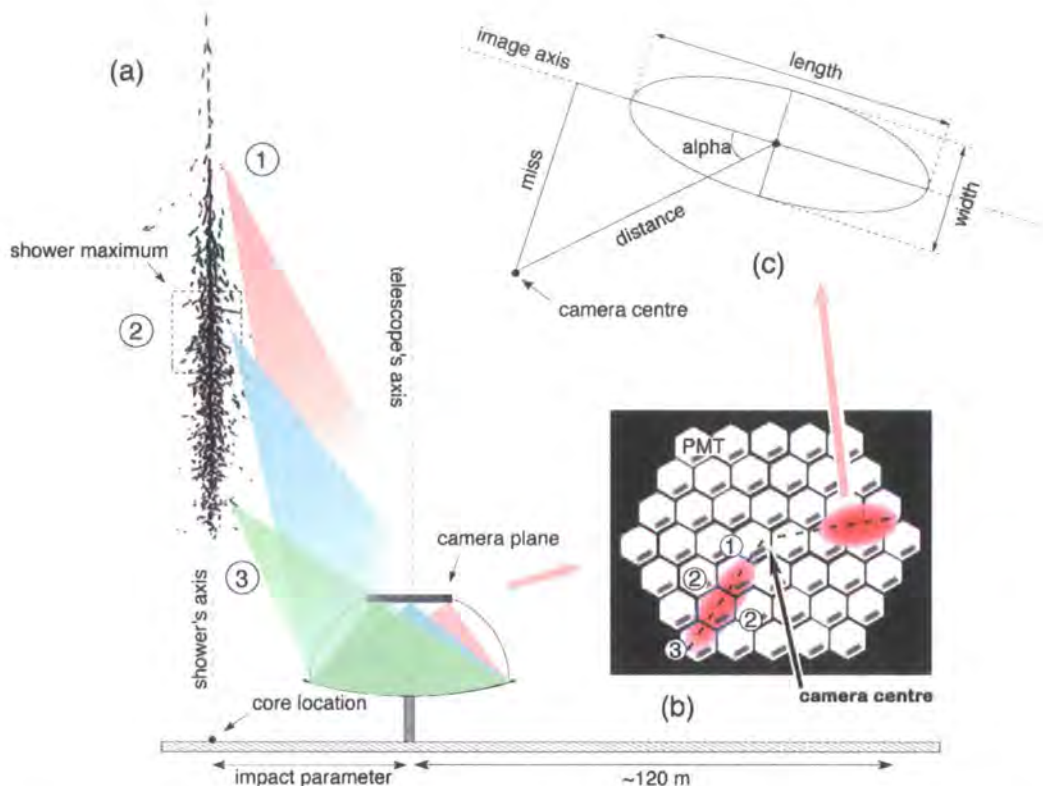 (a)
①
shower maximum
②
telescope's axis
③
camera plane
shower's axis
core location
impact parameter
~120 m
image axis
length
alpha
miss
distance
width
camera centre
(c)
PMT
①
②
②
③
camera centre
(b)